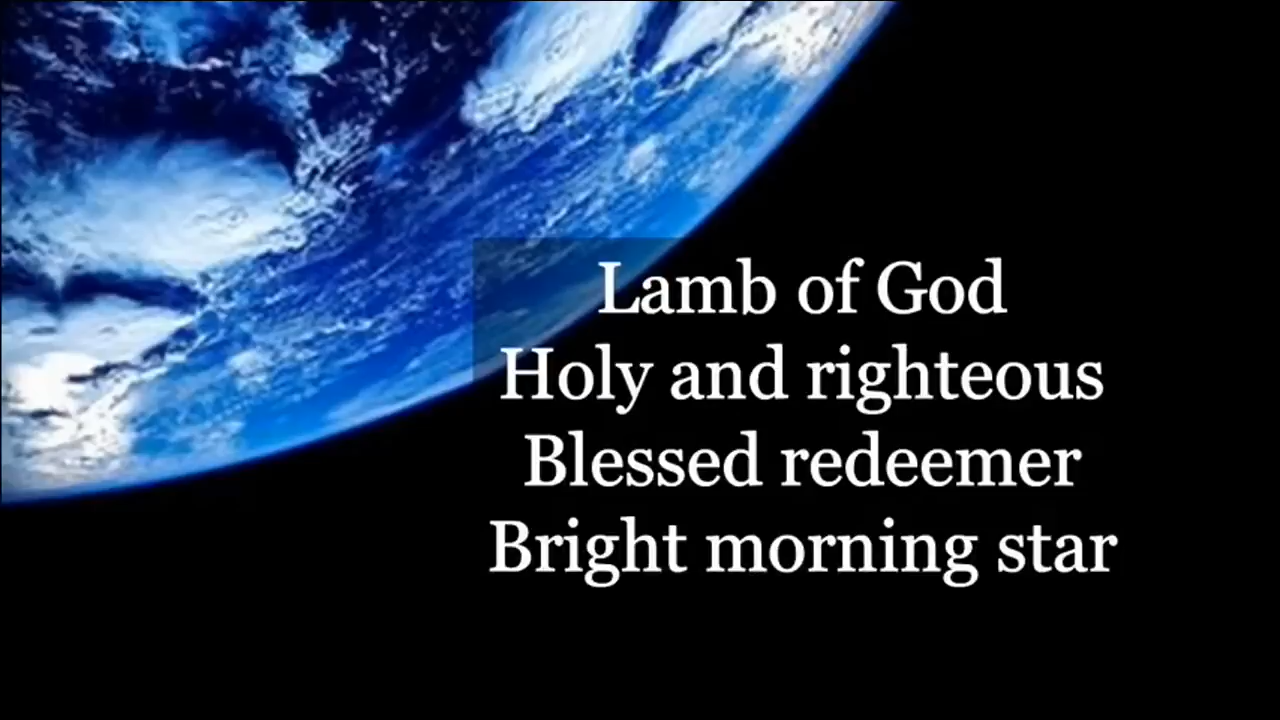 Lamb of God
Holy and righteous
Blessed redeemer
Bright morning star